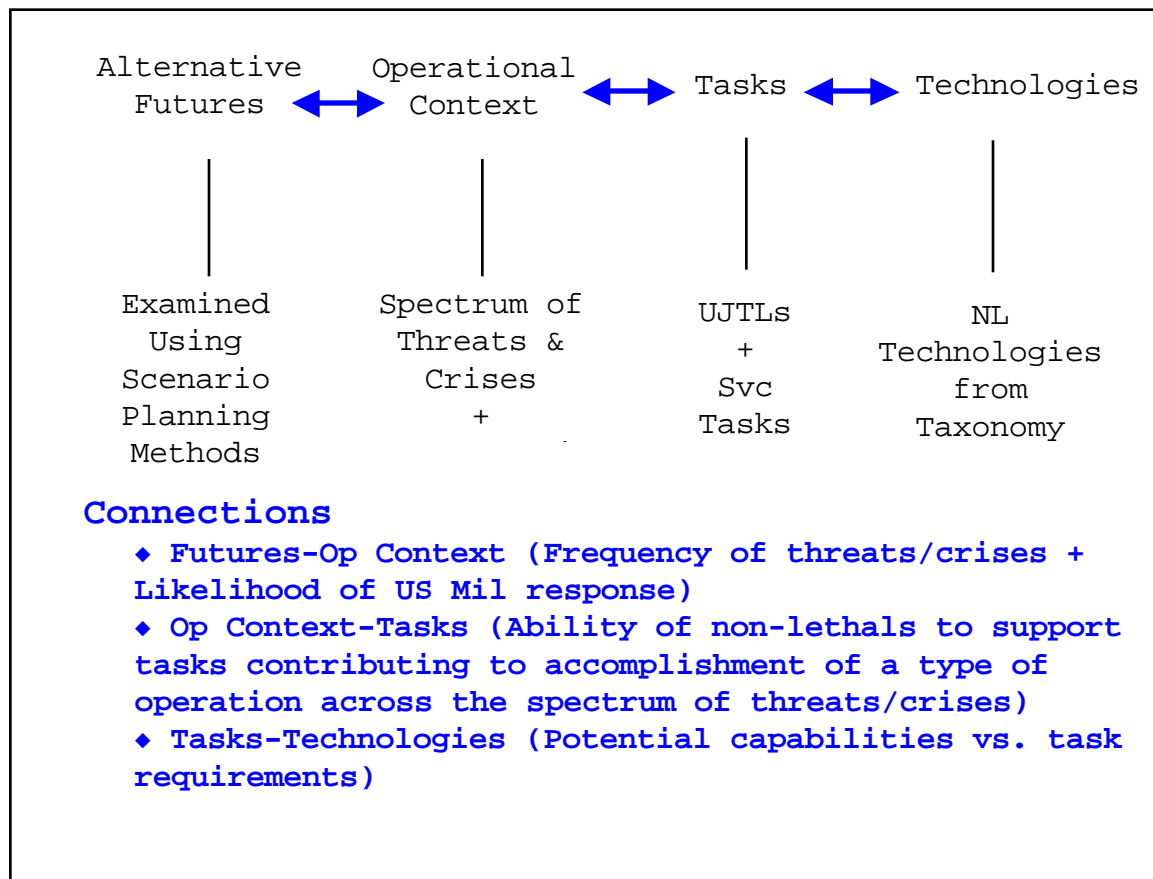 Alternative
Futures
Operational
Context
Tasks
Technologies
Examined
Using
Scenario
Planning
Methods
Spectrum of
Threats &
Crises
+
UJTLs
+
Svc
Tasks
NL
Technologies
from
Taxonomy
Connections
◆ Futures-Op Context (Frequency of threats/crises +
Likelihood of US Mil response)
◆ Op Context-Tasks (Ability of non-lethals to support
tasks contributing to accomplishment of a type of
operation across the spectrum of threats/crises)
◆ Tasks-Technologies (Potential capabilities vs. task
requirements)